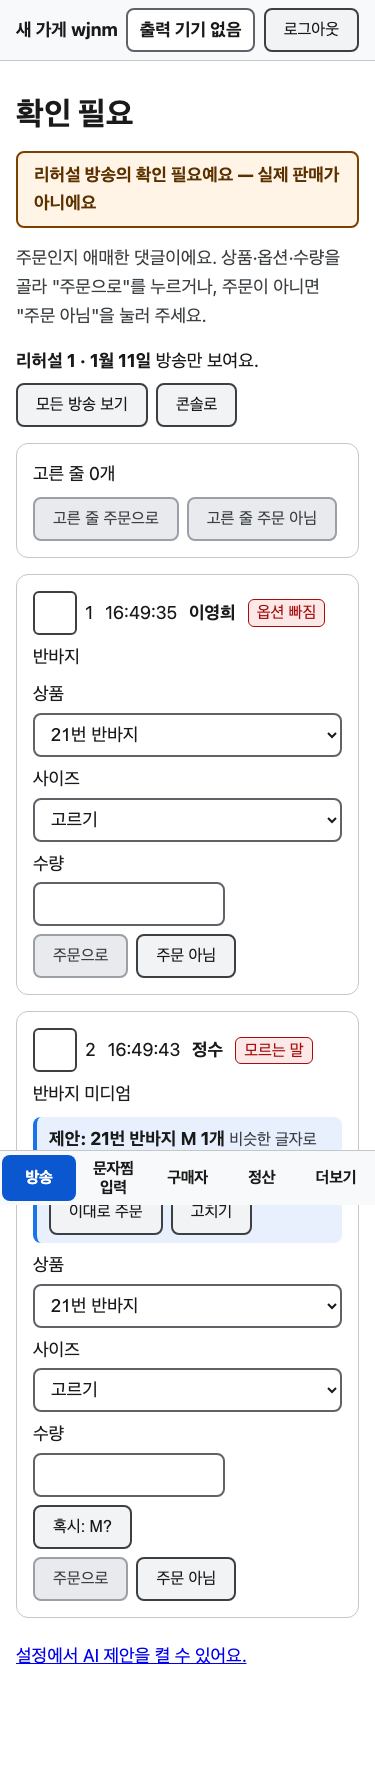 새 가게 wjnm 출력 기기 없음 로그아웃
확인 필요
리허설 방송의 확인 필요예요 — 실제 판매가
아니에요
주문인지 애매한 댓글이에요. 상품·옵션·수량을
골라 "주문으로"를 누르거나, 주문이 아니면
"주문 아님"을 눌러 주세요.
리허설 1 · 1월 11일 방송만 보여요.
모든 방송 보기 콘솔로
고른 줄 0개
고른 줄 주문으로 고른 줄 주문 아님
1 16:49:35 이영희 옵션 빠짐
반바지
상품
21번 반바지
사이즈
고르기
수량
주문으로 주문 아님
2 16:49:43 정수 모르는 말
반바지 미디엄
제안: 21번 반바지 M 1개 비슷한 글자로
방송 문자찜 입력 구매자 정산 더보기
이대로 주문 고치기
상품
21번 반바지
사이즈
고르기
수량
혹시: M?
주문으로 주문 아님
설정에서 AI 제안을 켤 수 있어요.